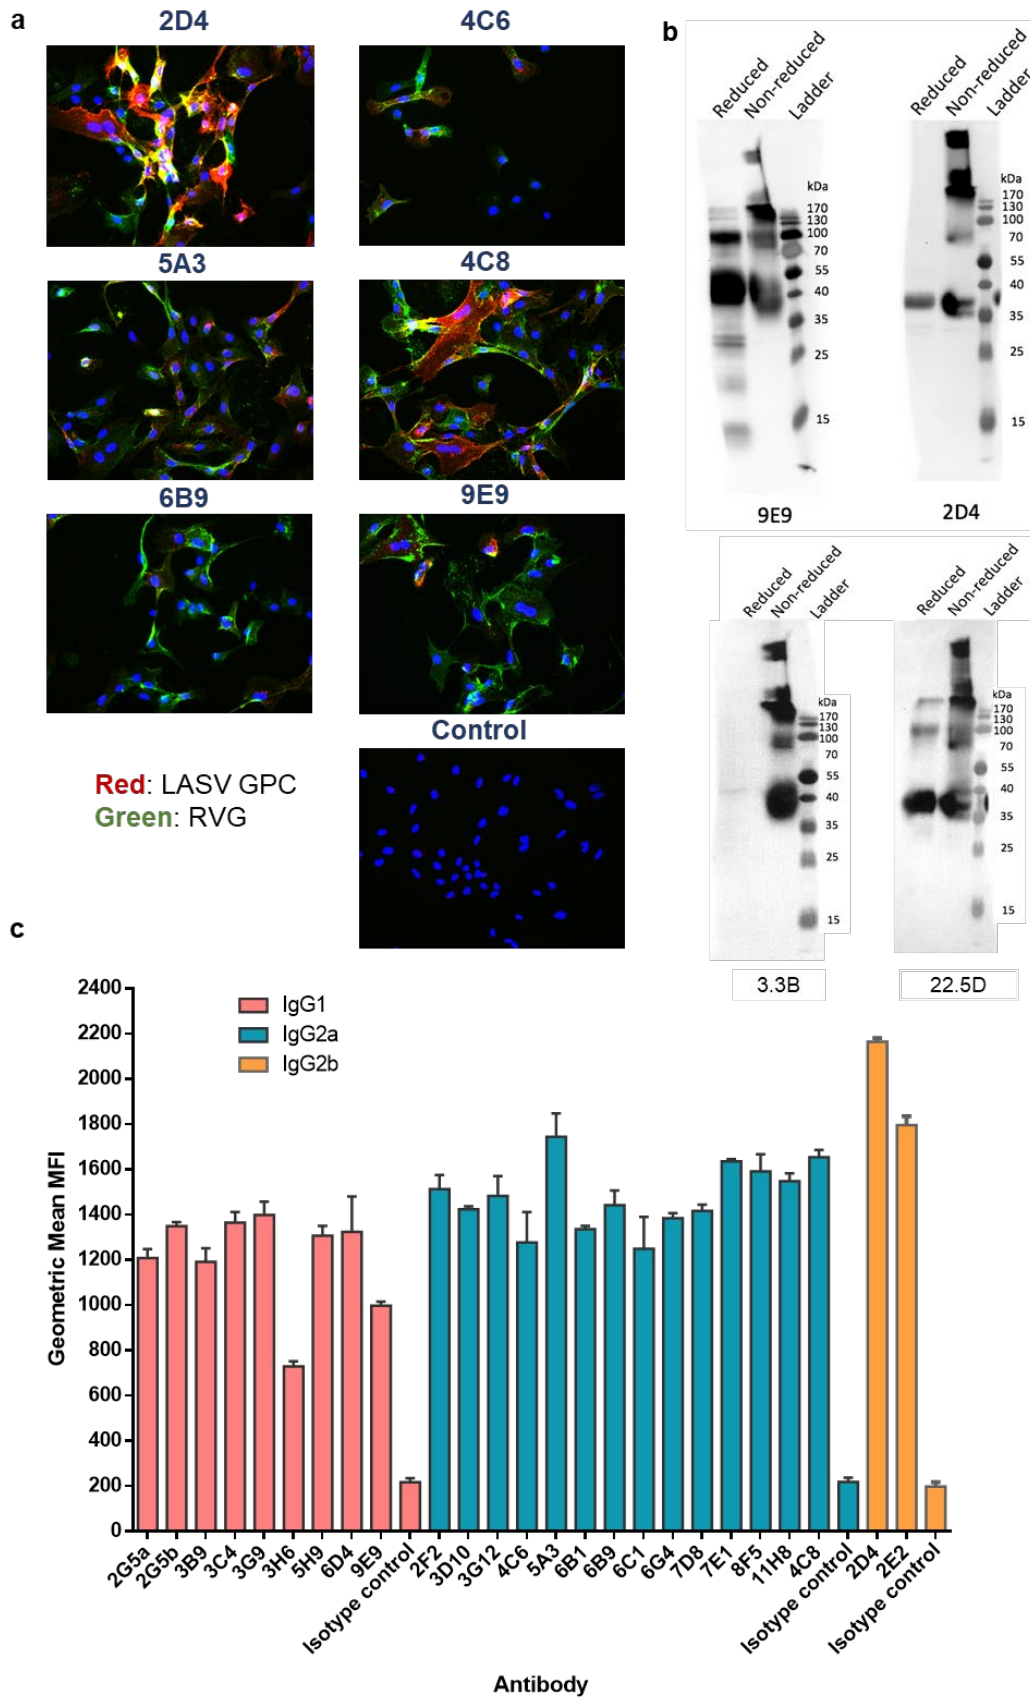 a
2D4
4C6
5A3
4C8
6B9
9E9
Control
Red: LASV GPC
Green: RVG
b
Reduced
Non-reduced
Ladder
kDa
170
130
100
70
55
40
35
25
15
9E9
Reduced
Non-reduced
Ladder
kDa
170
130
100
70
55
40
35
25
15
2D4
Reduced
Non-reduced
Ladder
kDa
170
130
100
70
55
40
35
25
15
3.3B
Reduced
Non-reduced
Ladder
kDa
170
130
100
70
55
40
35
25
15
22.5D
c
Geometric Mean MFI
2400
2200
2000
1800
1600
1400
1200
1000
800
600
400
200
0
IgG1
IgG2a
IgG2b
2G5a
2G5b
3B9
3C4
3G9
3H6
5H9
6D4
9E9
Isotype control
2F2
3D10
3G12
4C6
5A3
6B1
6B9
6C1
6G4
7D8
7E1
8F5
11H8
4C8
Isotype control
2D4
2E2
Isotype control
Antibody